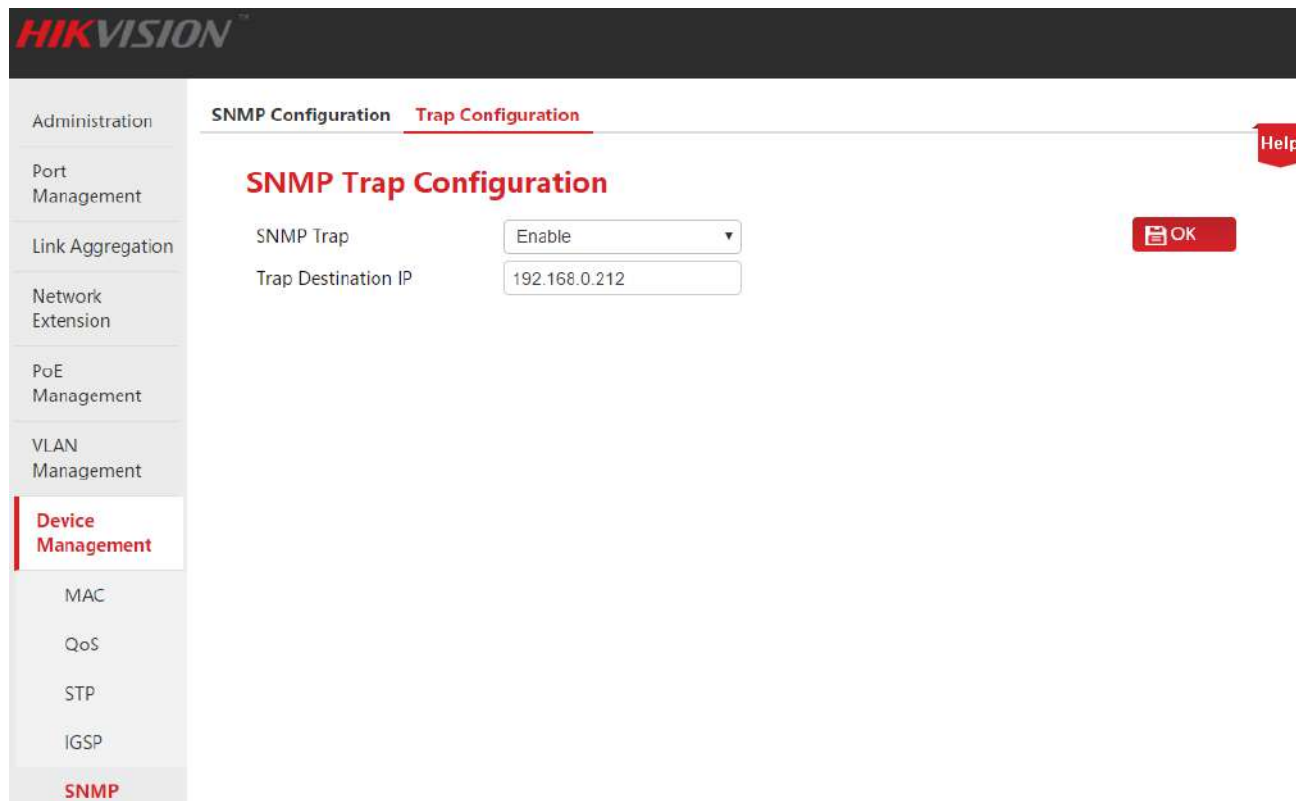 HIKVISION™
Administration
Port
Management
Link Aggregation
Network
Extension
PoE
Management
VLAN
Management
Device
Management
MAC
QoS
STP
IGSP
SNMP
SNMP Configuration Trap Configuration
Help
SNMP Trap Configuration
SNMP Trap Enable OK
Trap Destination IP 192.168.0.212